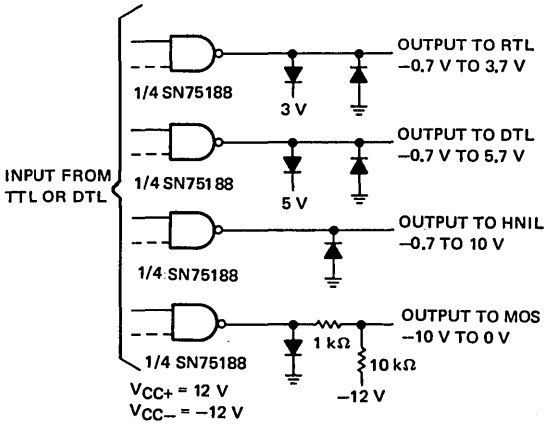 OUTPUT TO RTL
–0.7 V TO 3.7 V
1/4 SN75188
3 V
OUTPUT TO DTL
–0.7 V TO 5.7 V
1/4 SN75188
5 V
INPUT FROM
TTL OR DTL
OUTPUT TO HNIL
–0.7 TO 10 V
1/4 SN75188
OUTPUT TO MOS
–10 V TO 0 V
1 kΩ
1/4 SN75188
10 kΩ
–12 V
VCC+ = 12 V
VCC– = –12 V